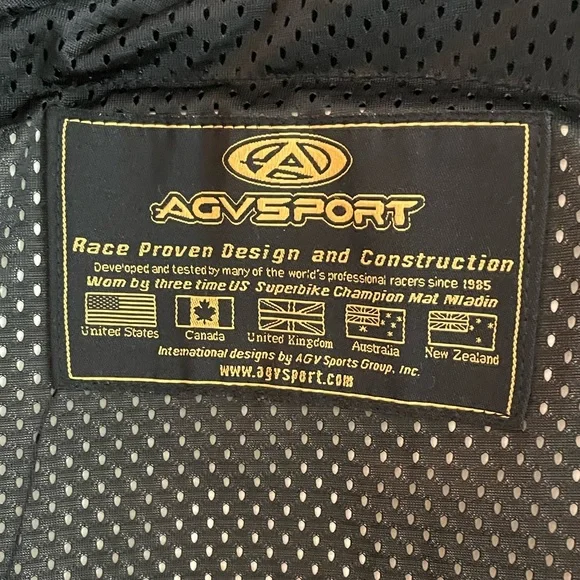 AGVSPORT
Race Proven Design and Construction
Developed and tested by many of the world's professional racers since 1985
Worn by three time US Superbike Champion Mat Mladin
United States Canada United Kingdom Australia New Zealand
International designs by AGV Sports Group, Inc.
www.agvsport.com